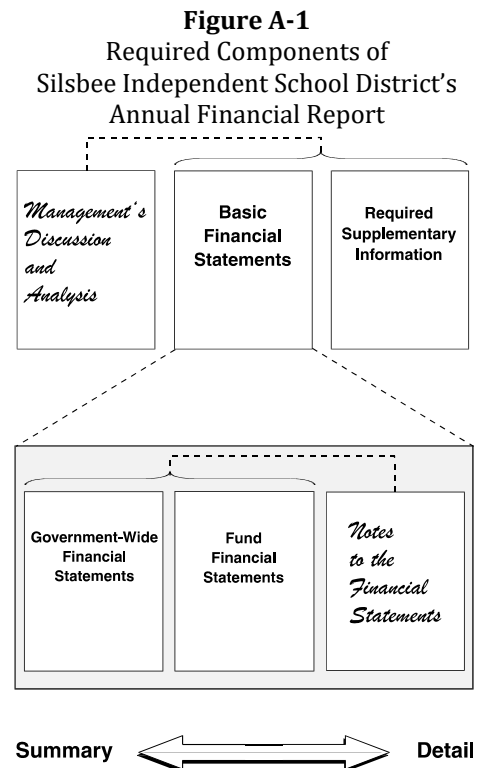 Figure A-1
Required Components of
Silsbee Independent School District’s
Annual Financial Report
Management's
Discussion
and
Analysis
Basic
Financial
Statements
Required
Supplementary
Information
Government-Wide
Financial
Statements
Fund
Financial
Statements
Notes
to the
Financial
Statements
Summary
Detail